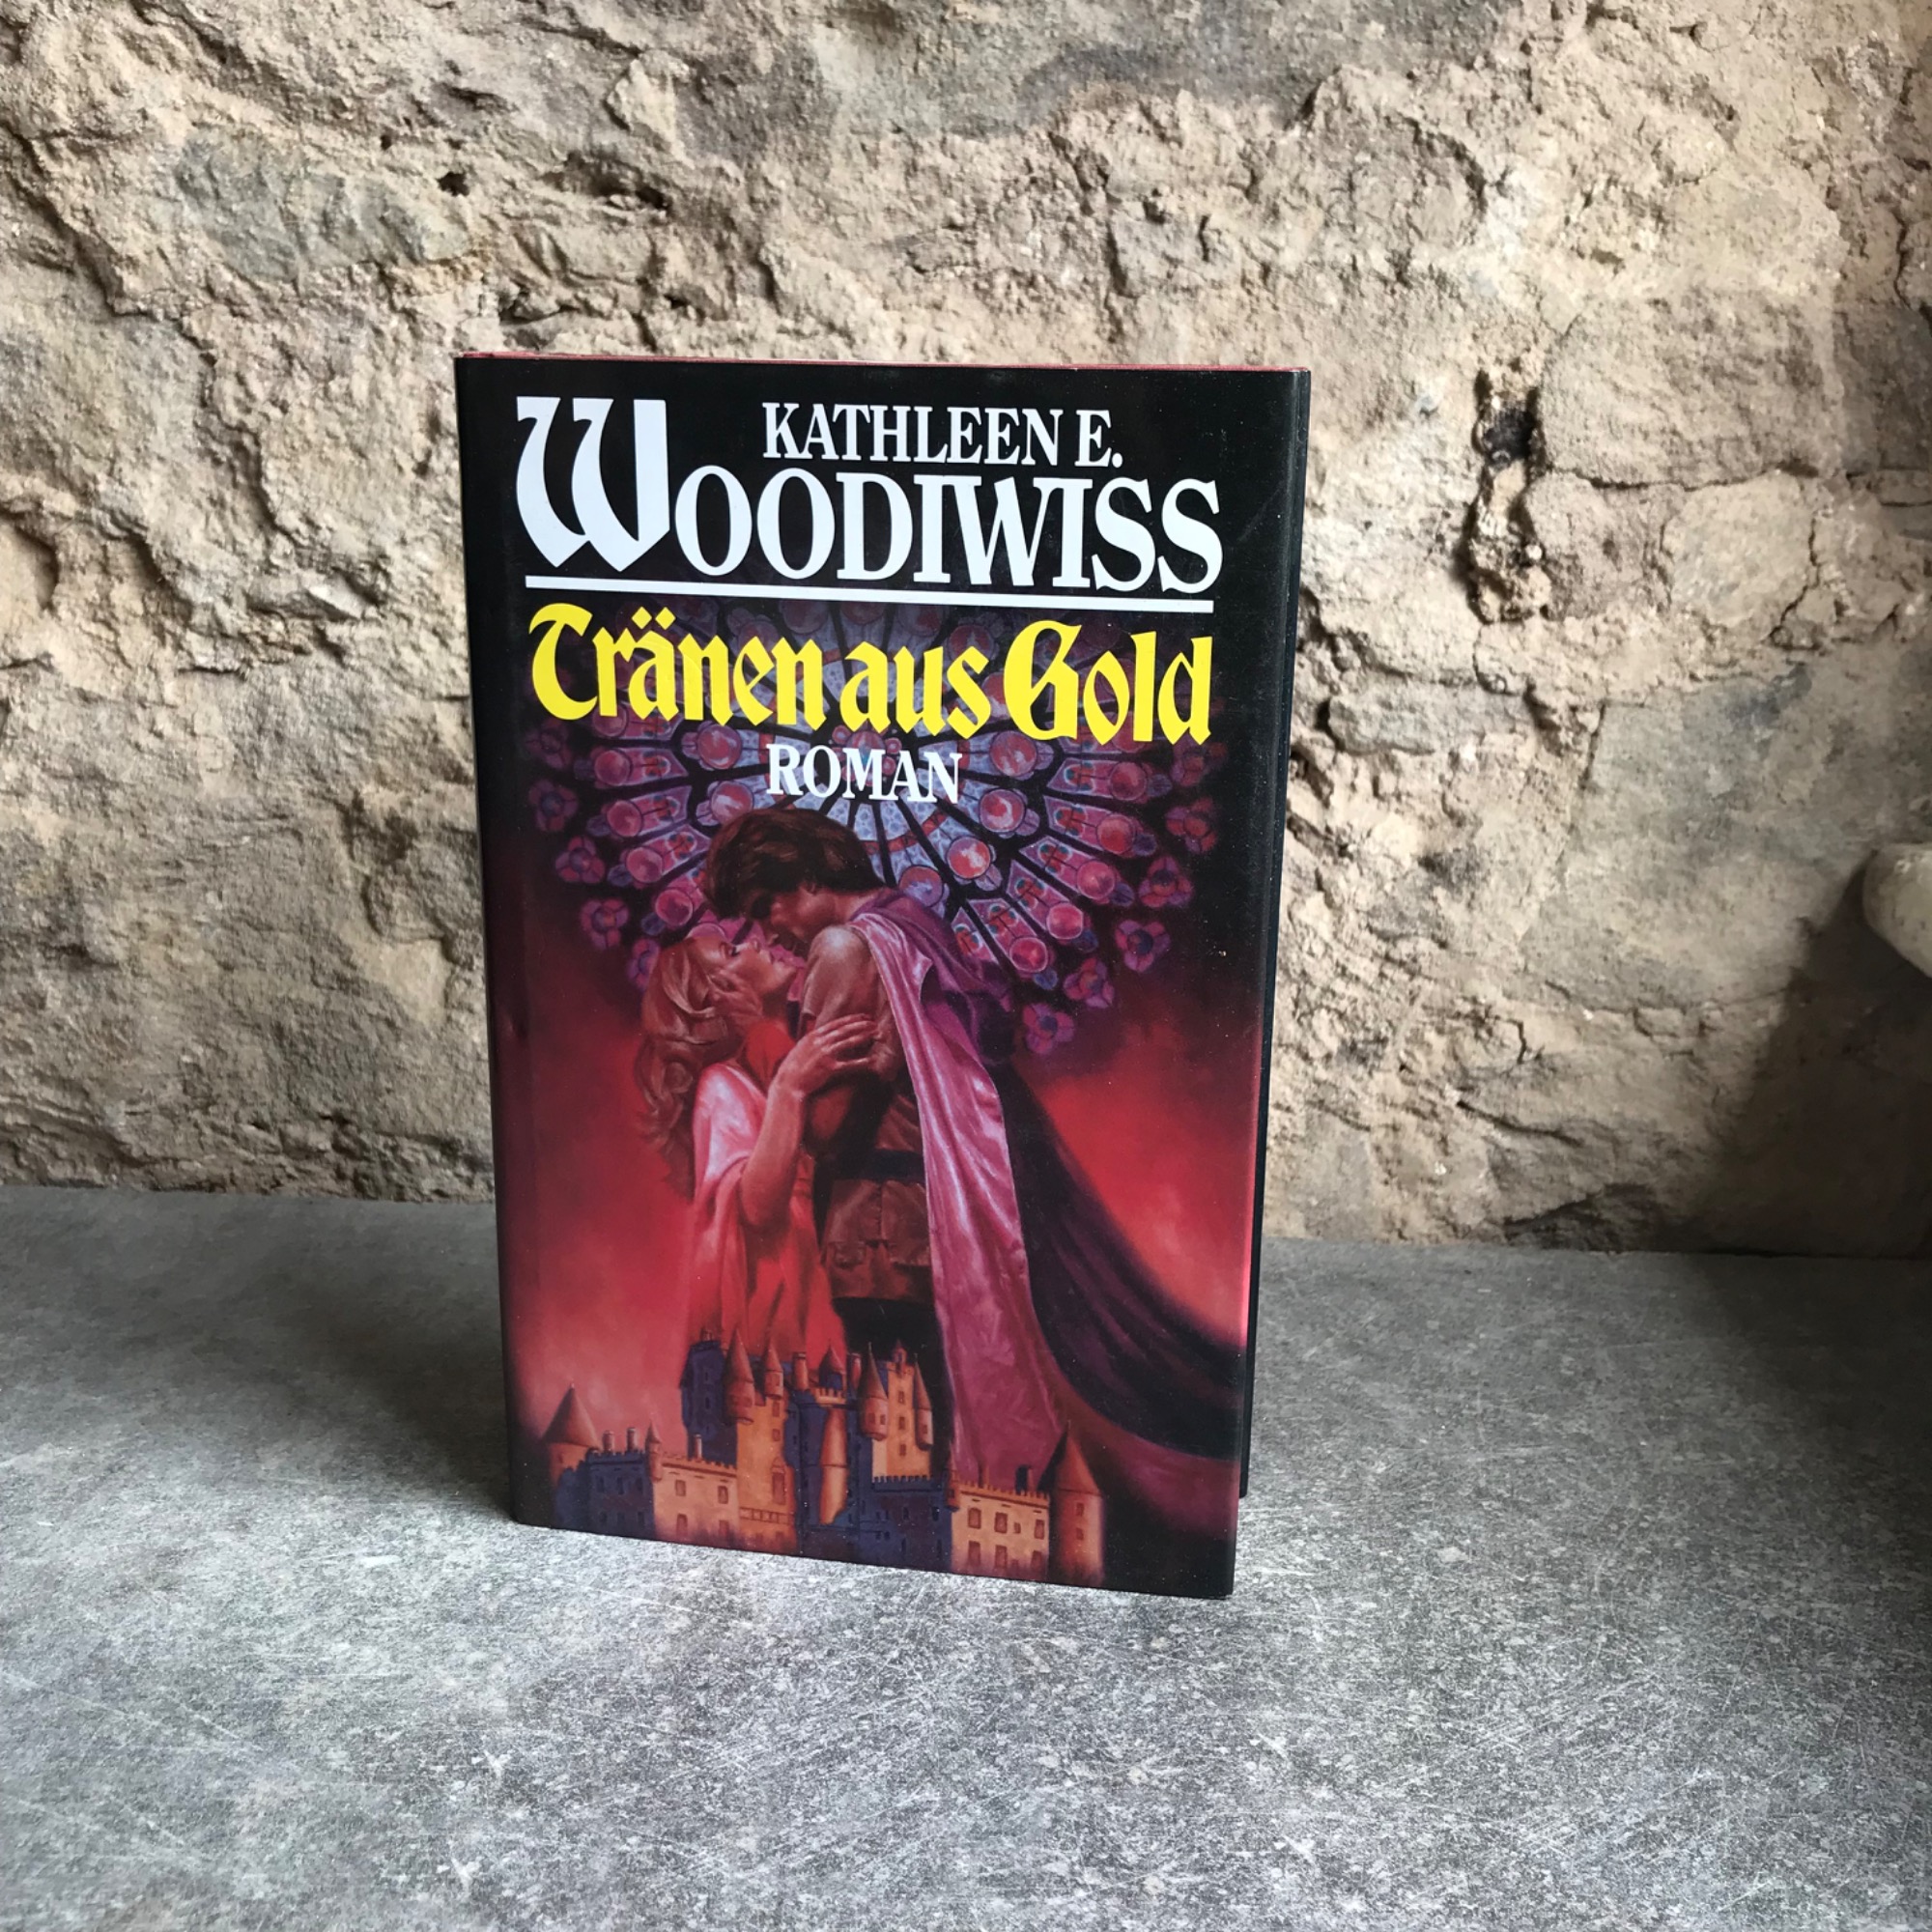 KATHLEEN E.
WOODIWISS
Tränen aus Gold
ROMAN